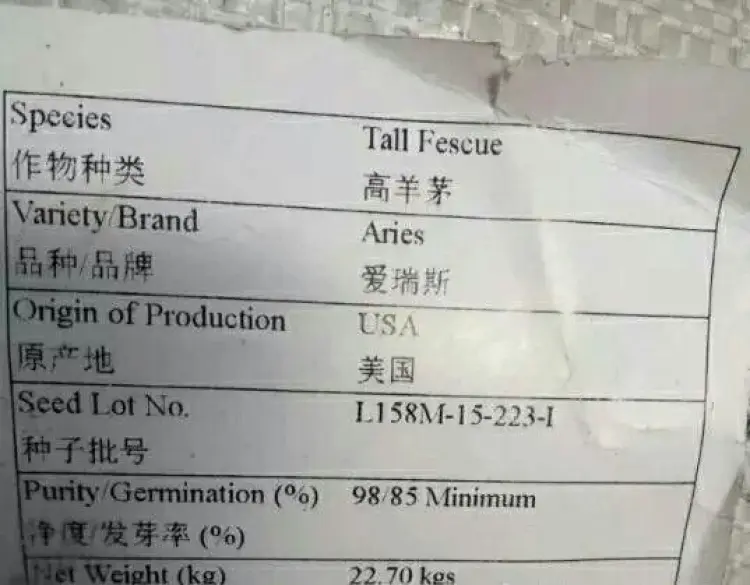 Species
Tall Fescue
作物种类
高羊茅
Variety/Brand
Aries
品种/品牌
爱瑞斯
Origin of Production
USA
原产地
美国
Seed Lot No.
L158M-15-223-I
种子批号
Purity/Germination (%)
98/85 Minimum
净度/发芽率 (%)
Net Weight (kg)
22.70 kgs